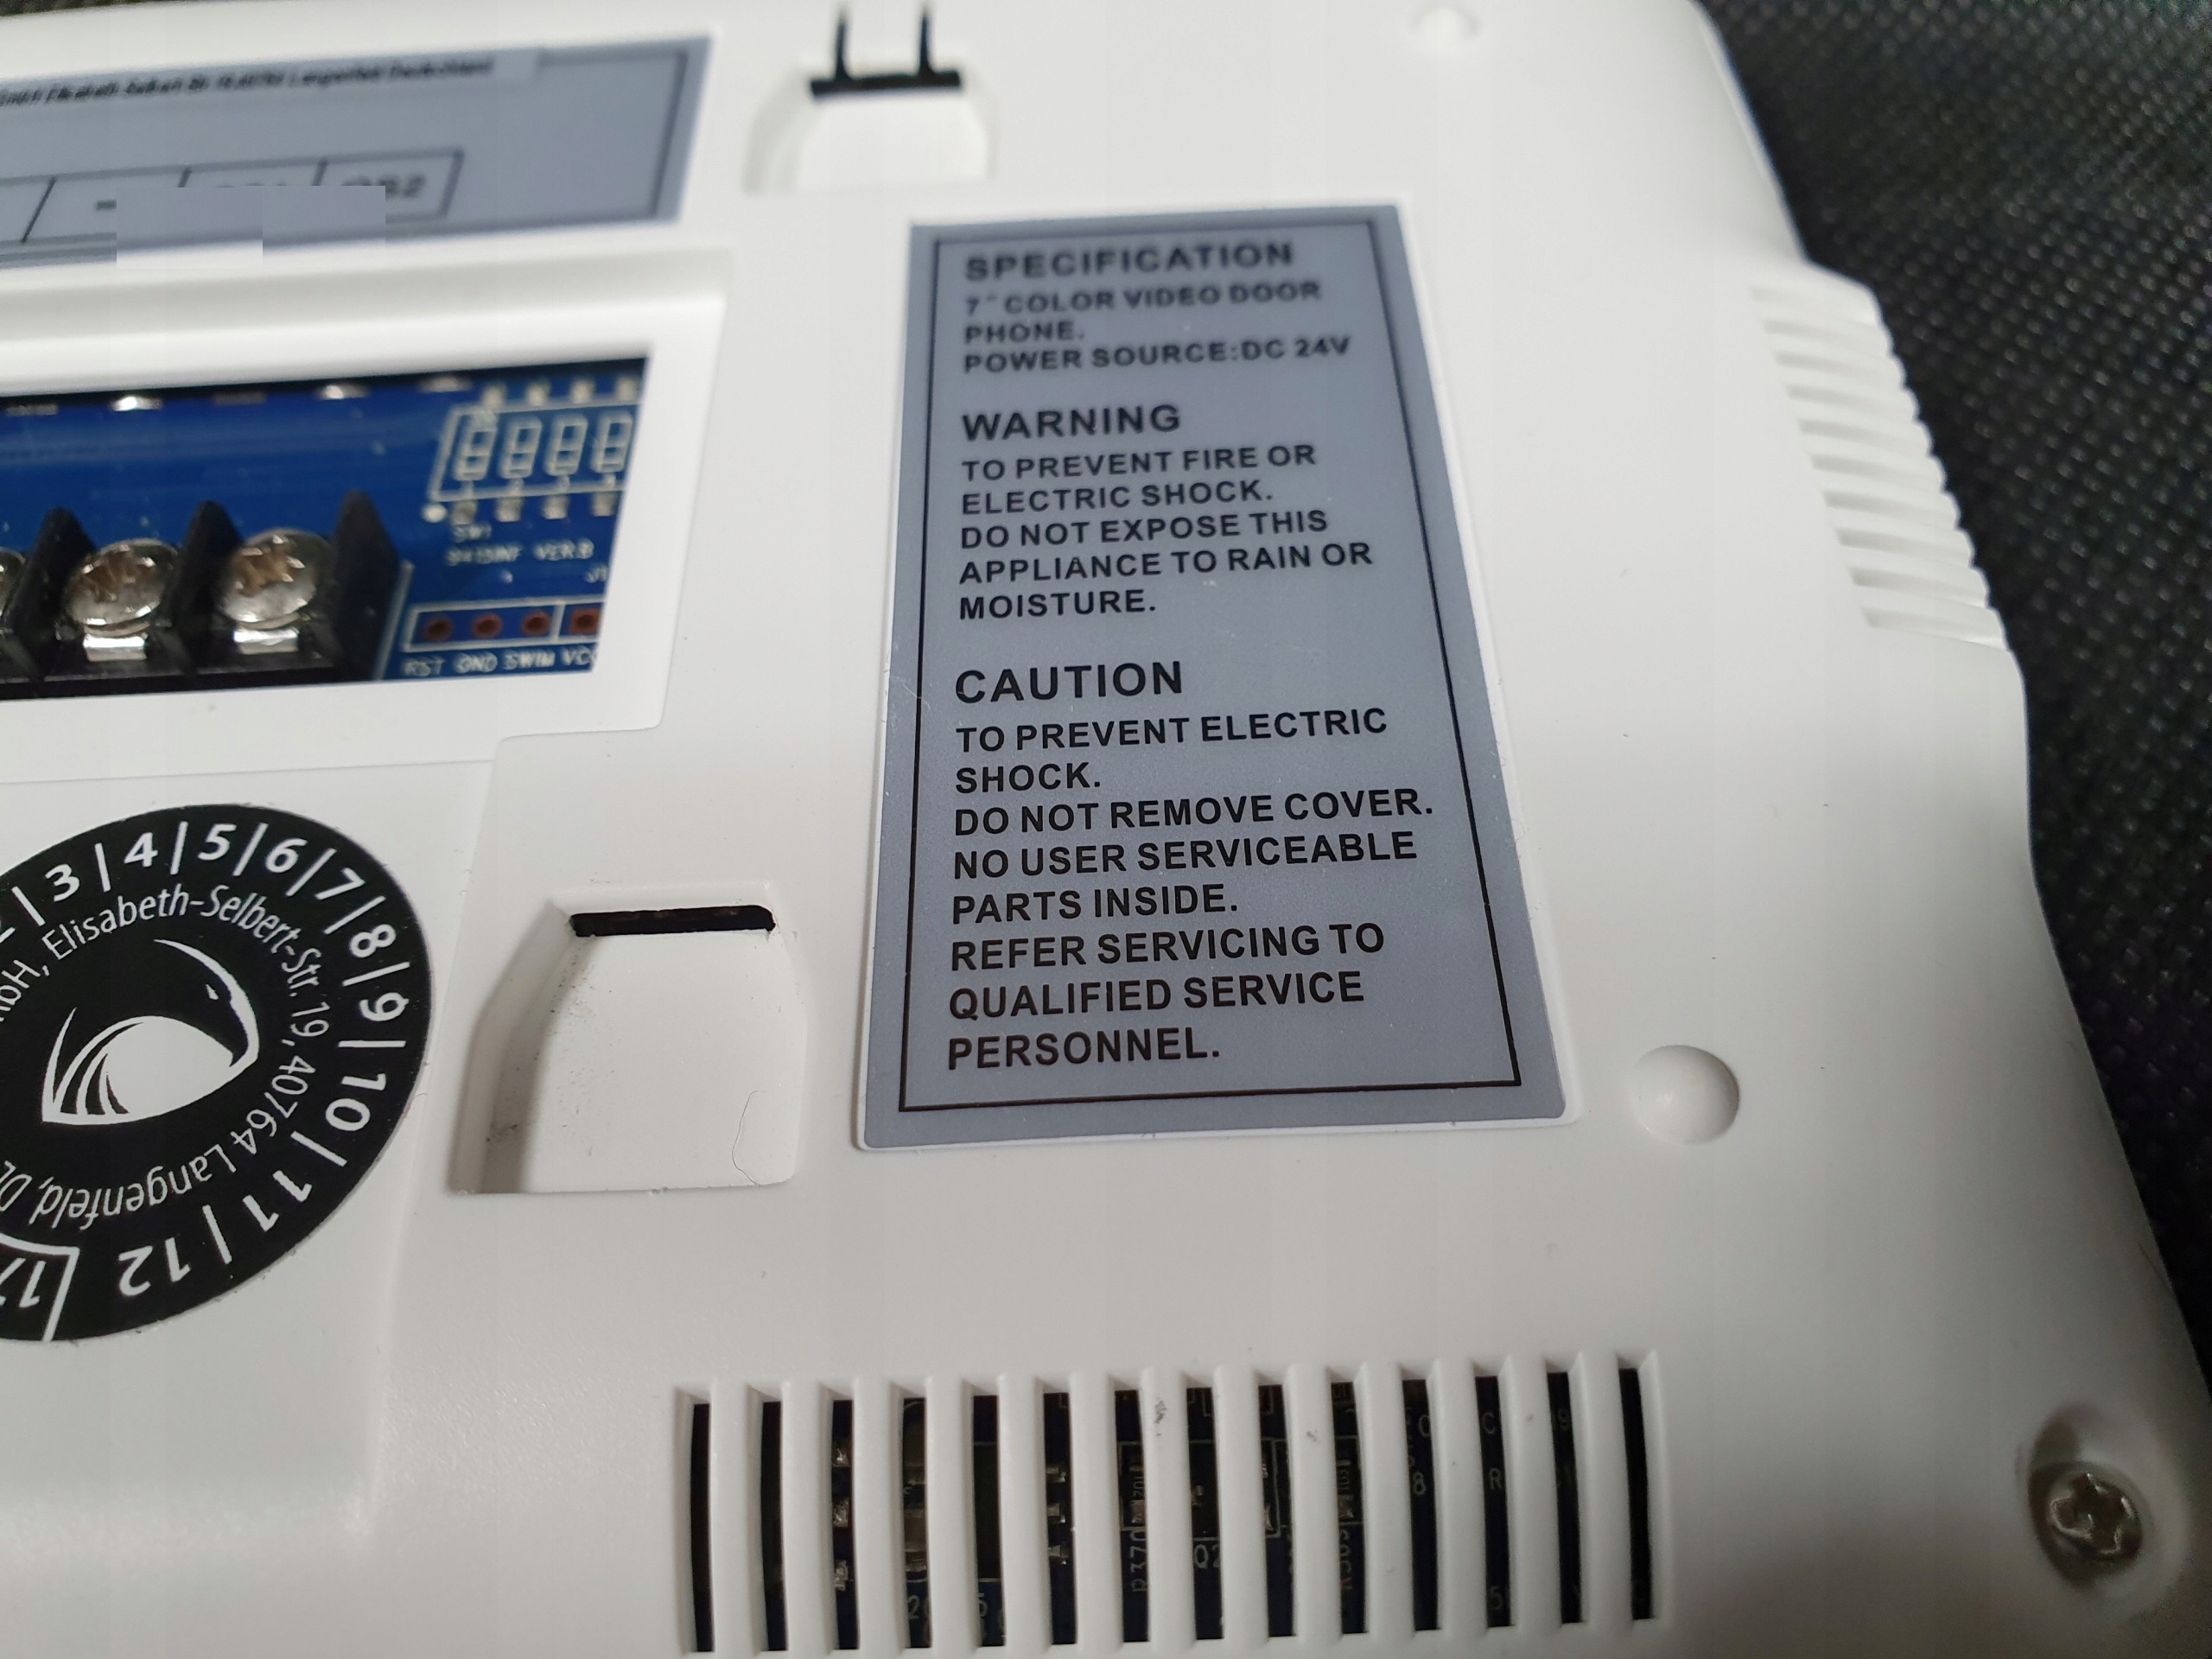 SPECIFICATION
7" COLOR VIDEO DOOR
PHONE.
POWER SOURCE:DC 24V
WARNING
TO PREVENT FIRE OR
ELECTRIC SHOCK.
DO NOT EXPOSE THIS
APPLIANCE TO RAIN OR
MOISTURE.
CAUTION
TO PREVENT ELECTRIC
SHOCK.
DO NOT REMOVE COVER.
NO USER SERVICEABLE
PARTS INSIDE.
REFER SERVICING TO
QUALIFIED SERVICE
PERSONNEL.
SW1
VER.B
RST GND SWIM
3 | 4 | 5 | 6 | 7 | 8 | 9 | 10 | 11 | 12
Elisabeth-Selbert-Str. 19, 40764 Langenfeld,
17
R370